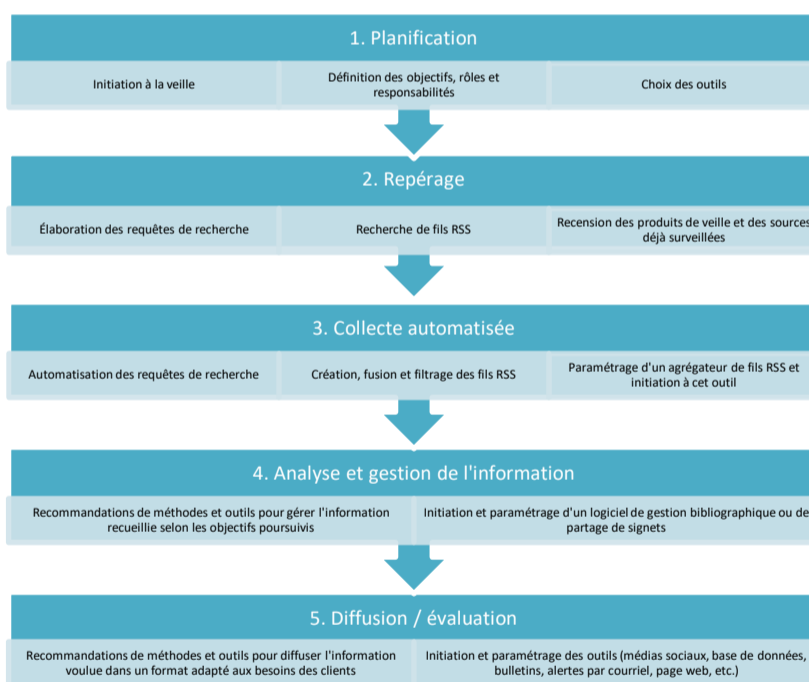 1. Planification
Initiation à la veille
Définition des objectifs, rôles et
responsabilités
Choix des outils
2. Repérage
Élaboration des requêtes de recherche
Recherche de fils RSS
Recension des produits de veille et des sources
déjà surveillées
3. Collecte automatisée
Automatisation des requêtes de recherche
Création, fusion et filtrage des fils RSS
Paramétrage d'un agrégateur de fils RSS et
initiation à cet outil
4. Analyse et gestion de l'information
Recommandations de méthodes et outils pour gérer l'information
recueillie selon les objectifs poursuivis
Initiation et paramétrage d'un logiciel de gestion bibliographique ou de
partage de signets
5. Diffusion / évaluation
Recommandations de méthodes et outils pour diffuser l'information
voulue dans un format adapté aux besoins des clients
Initiation et paramétrage des outils (médias sociaux, base de données,
bulletins, alertes par courriel, page web, etc.)